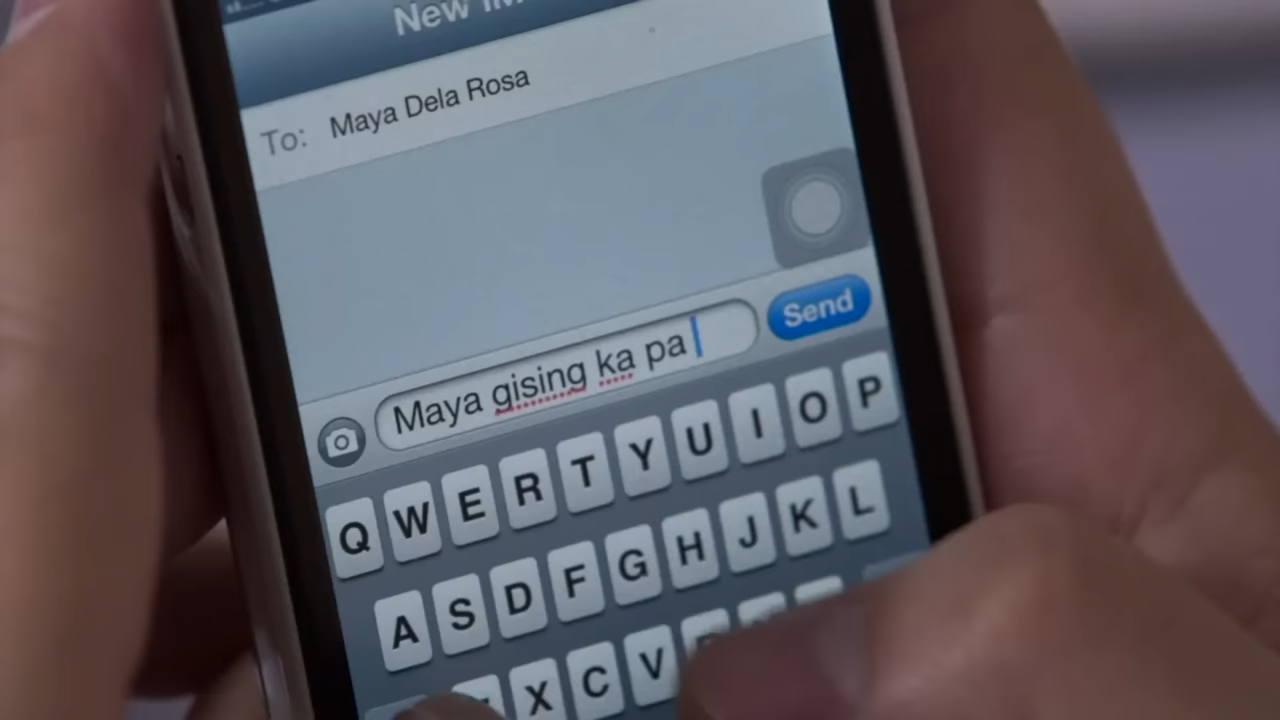 New iM
To: Maya Dela Rosa
Maya gising ka pa
Send
Q W E R T Y U I O P
A S D F G H J K L
X C V